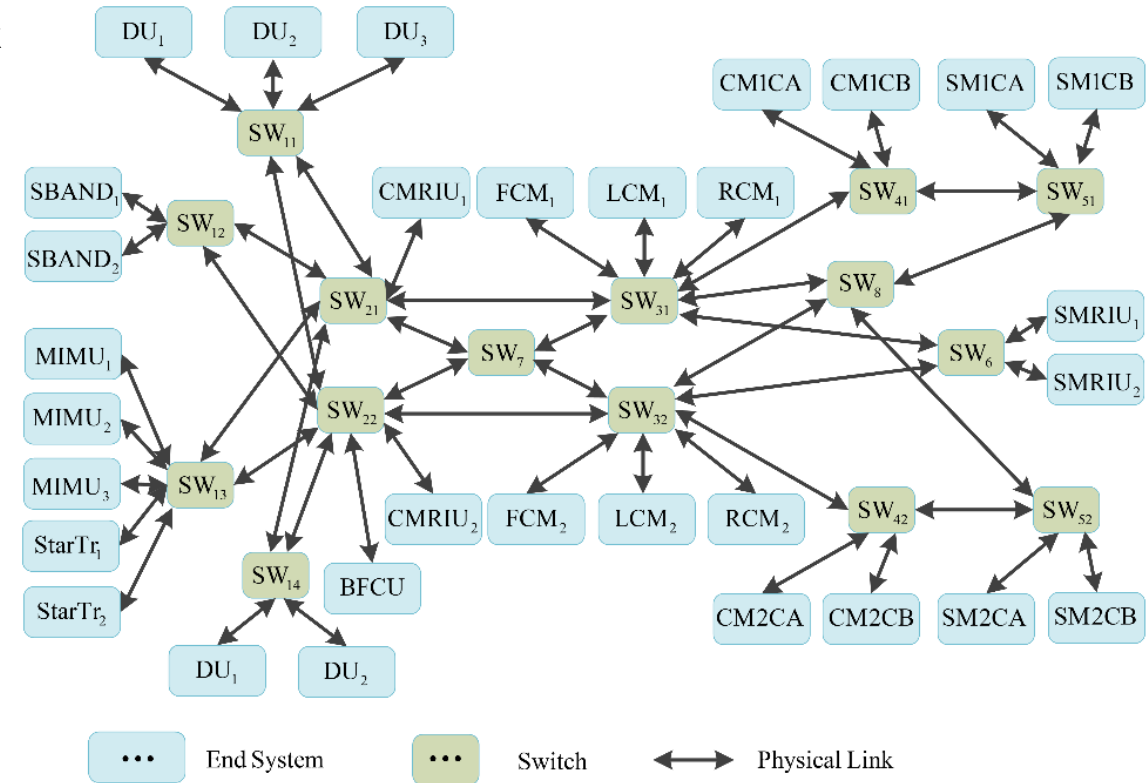 DU₁
DU₂
DU₃
SW₁₁
CM1CA
CM1CB
SM1CA
SM1CB
SBAND₁
SBAND₂
SW₁₂
CMRIU₁
FCM₁
LCM₁
RCM₁
SW₄₁
SW₅₁
SW₂₁
SW₃₁
SW₈
MIMU₁
MIMU₂
MIMU₃
StarTr₁
StarTr₂
SW₇
SW₆
SMRIU₁
SMRIU₂
SW₂₂
SW₃₂
SW₁₃
CMRIU₂
FCM₂
LCM₂
RCM₂
SW₄₂
SW₅₂
SW₁₄
BFCU
CM2CA
CM2CB
SM2CA
SM2CB
DU₁
DU₂
••• End System
••• Switch
Physical Link